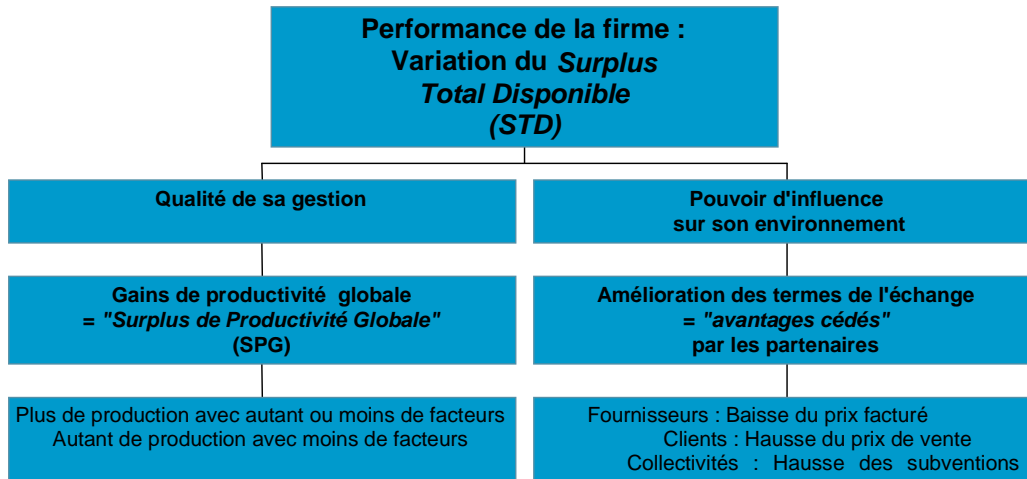 Performance de la firme :
Variation du Surplus
Total Disponible
(STD)
Qualité de sa gestion
Pouvoir d'influence
sur son environnement
Gains de productivité globale
= "Surplus de Productivité Globale"
(SPG)
Amélioration des termes de l'échange
= "avantages cédés"
par les partenaires
Plus de production avec autant ou moins de facteurs
Autant de production avec moins de facteurs
Fournisseurs : Baisse du prix facturé
Clients : Hausse du prix de vente
Collectivités : Hausse des subventions